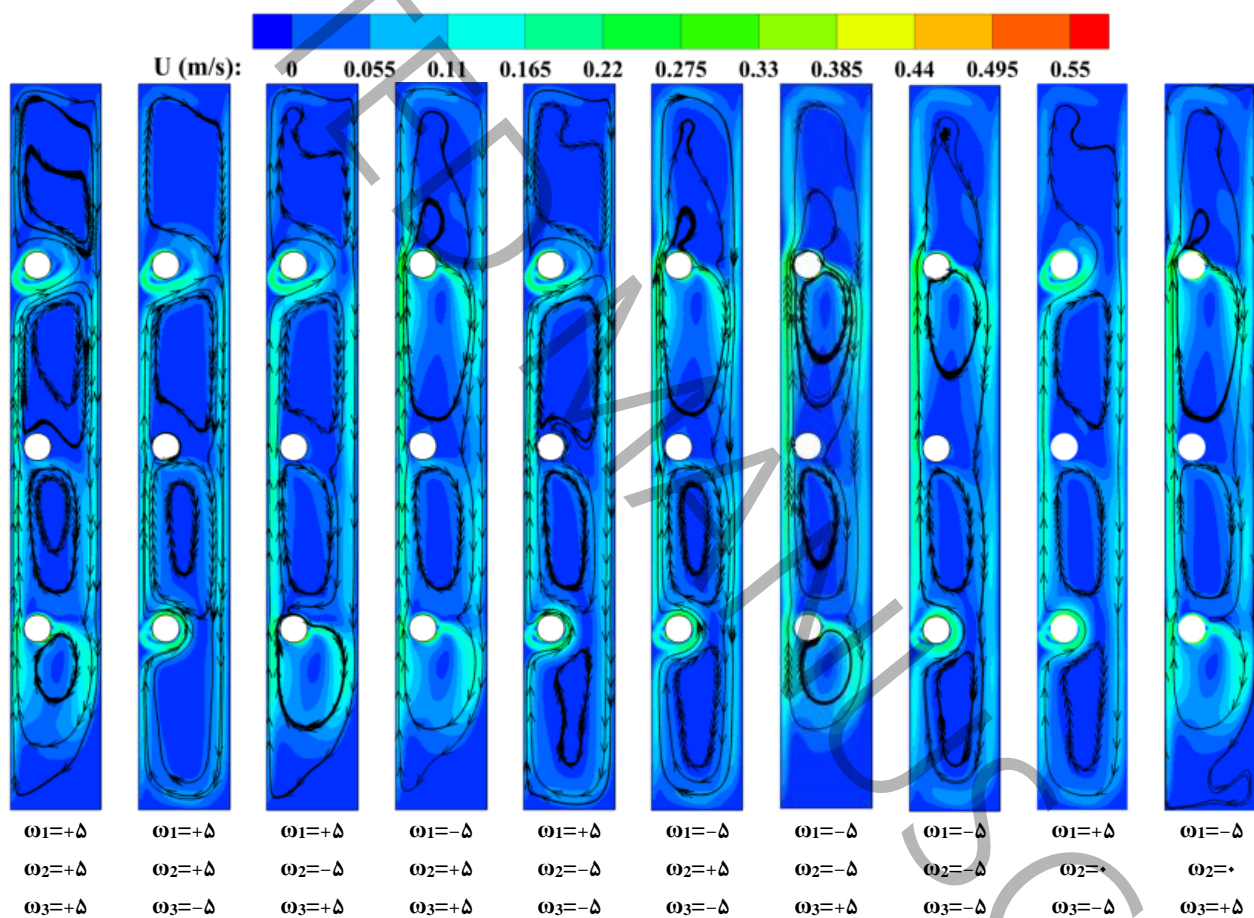 U (m/s): 0 0.055 0.11 0.165 0.22 0.275 0.33 0.385 0.44 0.495 0.55
TED MANUSC
ω1=+۵ ω1=+۵ ω1=+۵ ω1=−۵ ω1=+۵ ω1=−۵ ω1=−۵ ω1=−۵ ω1=+۵ ω1=−۵
ω2=+۵ ω2=+۵ ω2=−۵ ω2=+۵ ω2=−۵ ω2=+۵ ω2=−۵ ω2=−۵ ω2=۰ ω2=۰
ω3=+۵ ω3=−۵ ω3=+۵ ω3=+۵ ω3=−۵ ω3=−۵ ω3=+۵ ω3=−۵ ω3=−۵ ω3=+۵